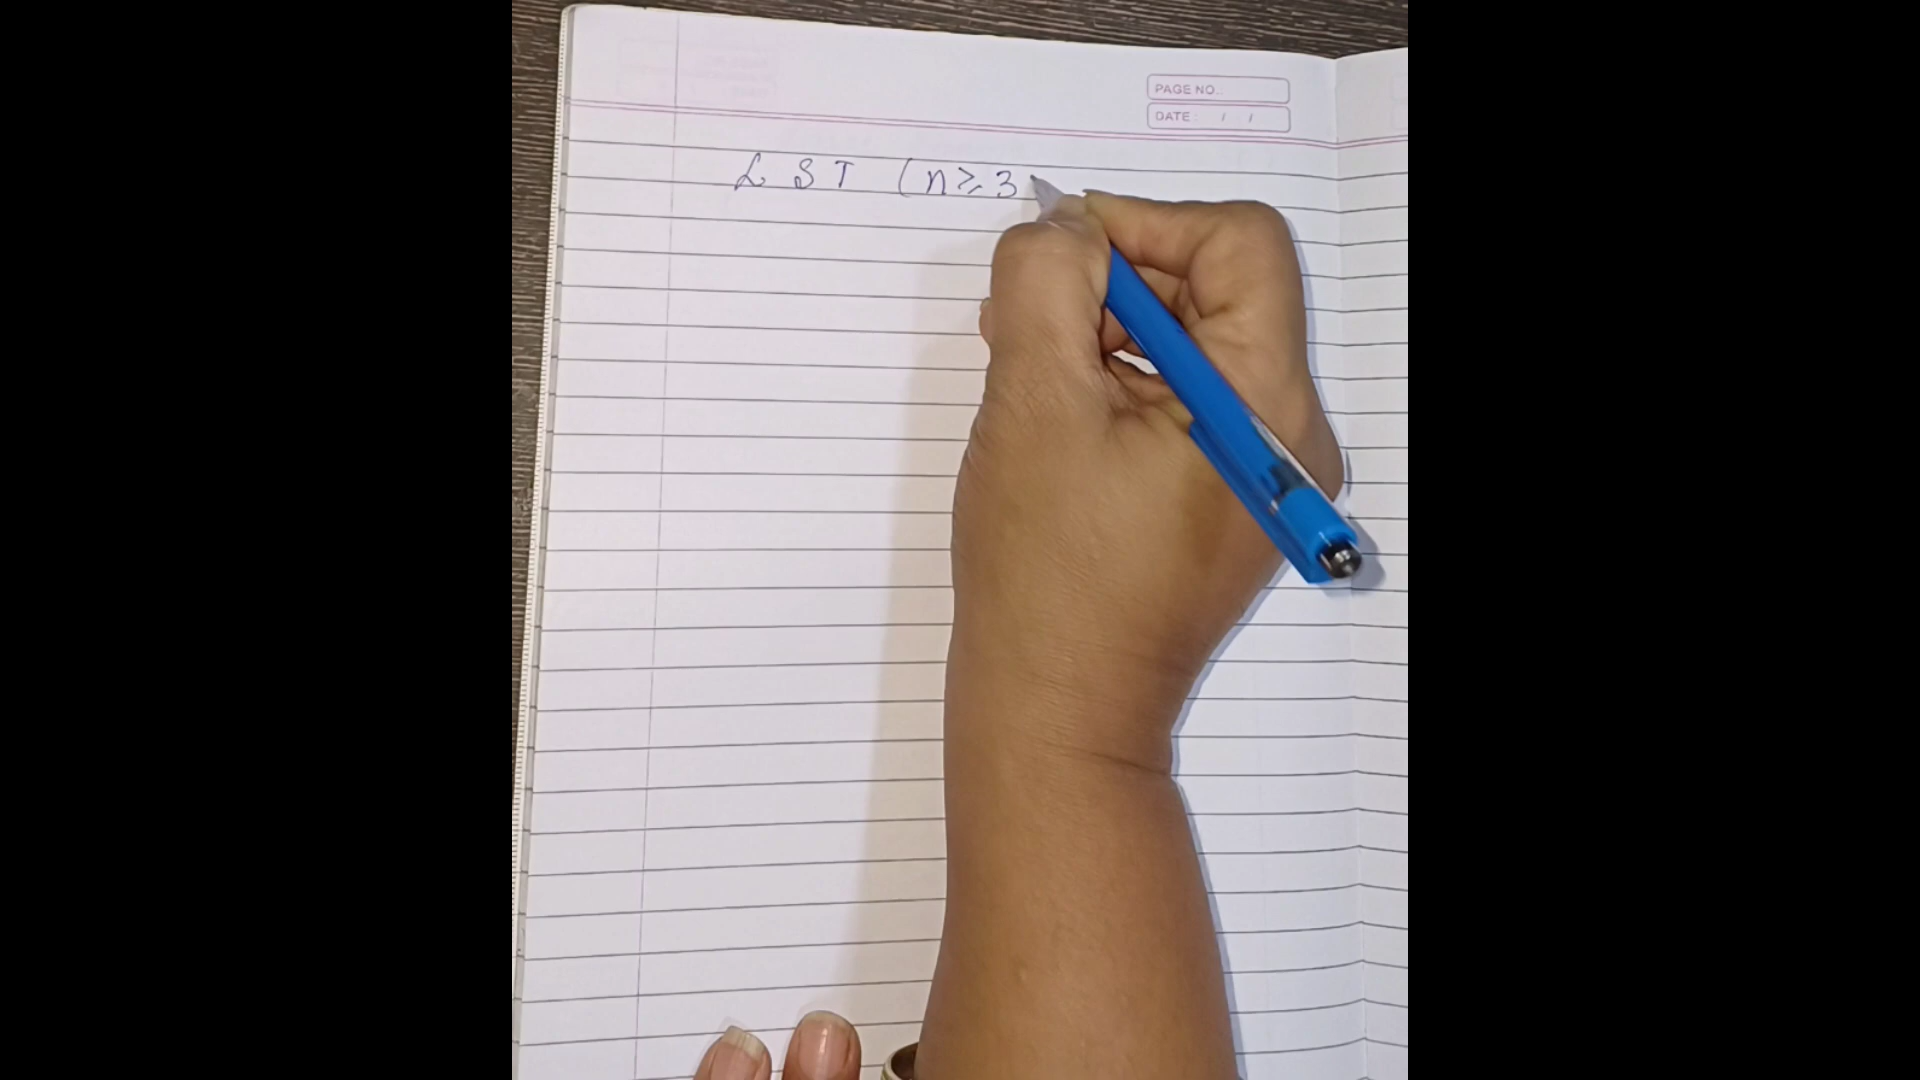 PAGE NO.:
DATE: / /
L S T (n≥3